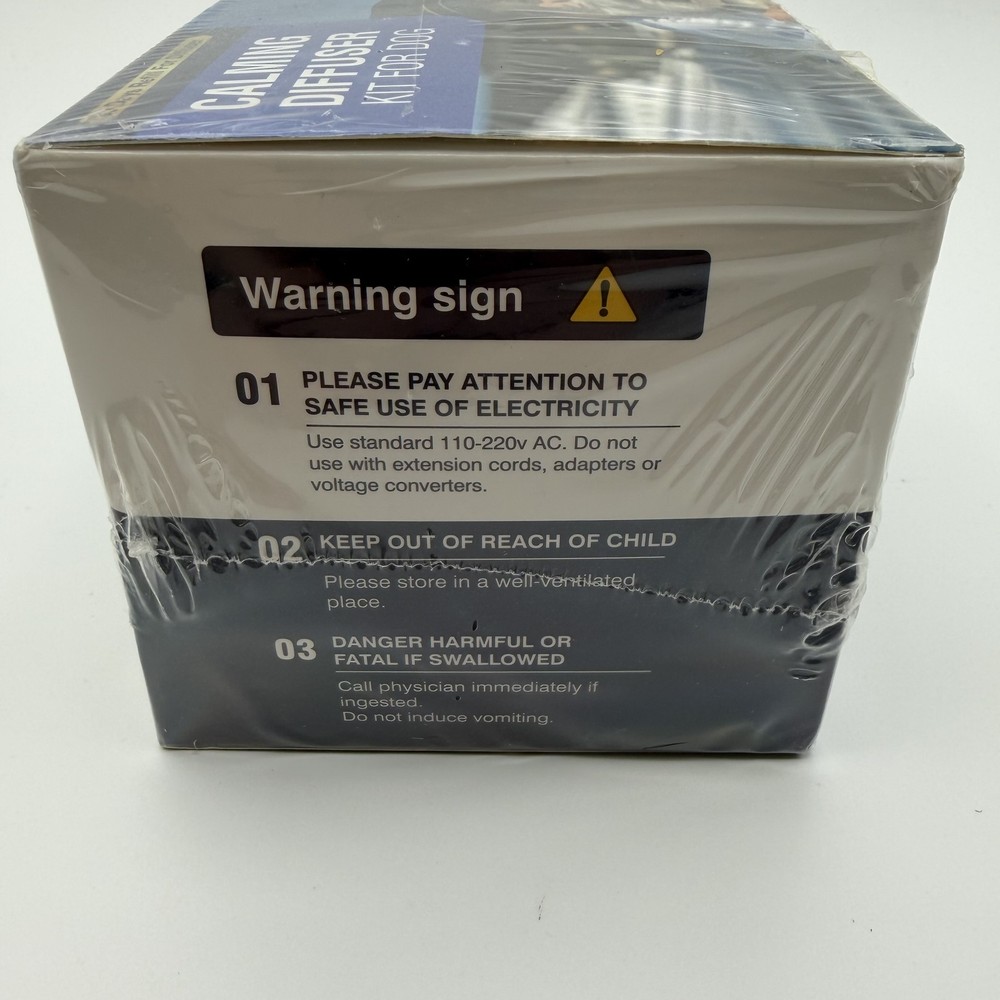 CALMING
DIFFUSER
KIT FOR DOG
Warning sign
01 PLEASE PAY ATTENTION TO
SAFE USE OF ELECTRICITY
Use standard 110-220v AC. Do not
use with extension cords, adapters or
voltage converters.
02 KEEP OUT OF REACH OF CHILD
Please store in a well-ventilated
place.
03 DANGER HARMFUL OR
FATAL IF SWALLOWED
Call physician immediately if
ingested.
Do not induce vomiting.